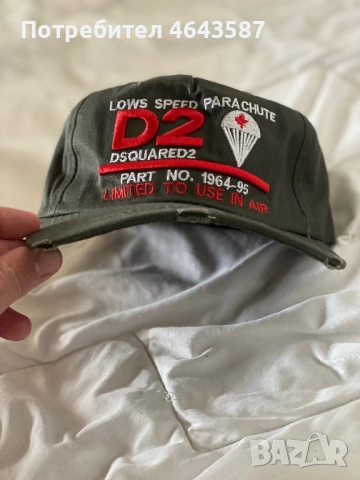 Потребител 4643587
LOWS SPEED PARACHUTE
D2
DSQUARED2
PART NO. 1964-95
LIMITED TO USE IN AIR
BAZAR